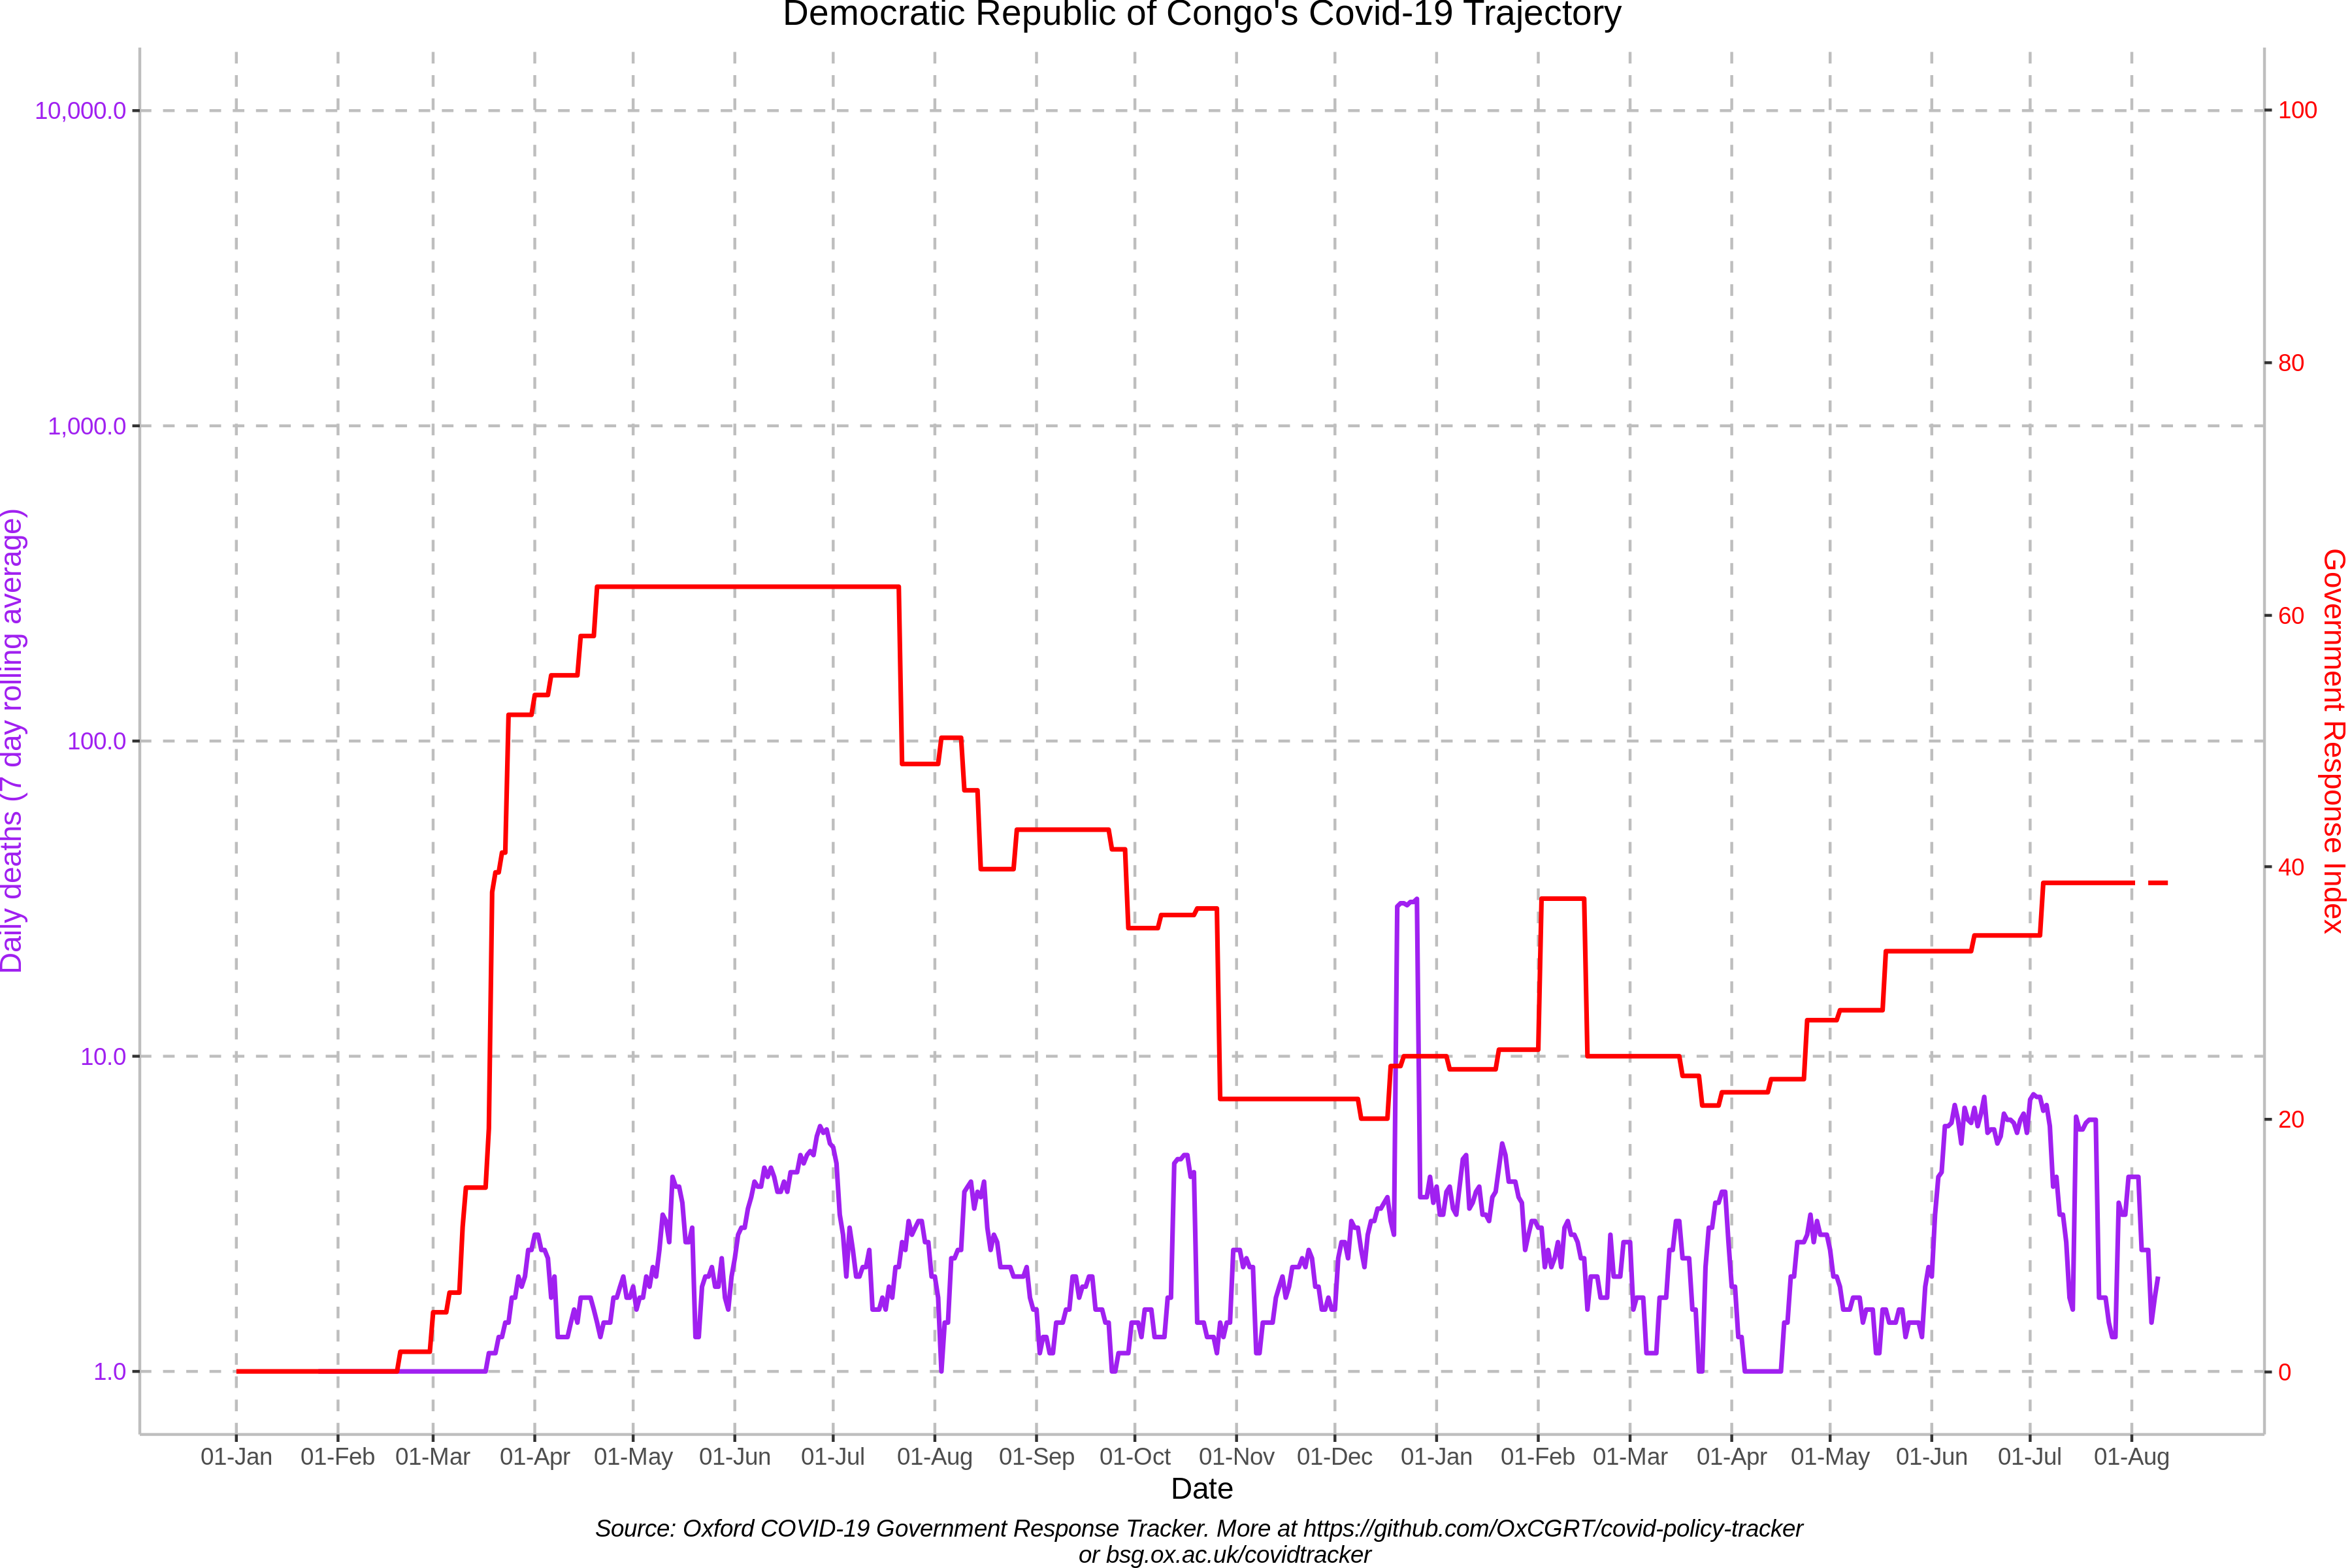 Democratic Republic of Congo's Covid-19 Trajectory
10,000.0
1,000.0
100.0
10.0
1.0
Daily deaths (7 day rolling average)
100
80
60
40
20
0
Government Response Index
01-Jan 01-Feb 01-Mar 01-Apr 01-May 01-Jun 01-Jul 01-Aug 01-Sep 01-Oct 01-Nov 01-Dec 01-Jan 01-Feb 01-Mar 01-Apr 01-May 01-Jun 01-Jul 01-Aug
Date
Source: Oxford COVID-19 Government Response Tracker. More at https://github.com/OxCGRT/covid-policy-tracker
or bsg.ox.ac.uk/covidtracker